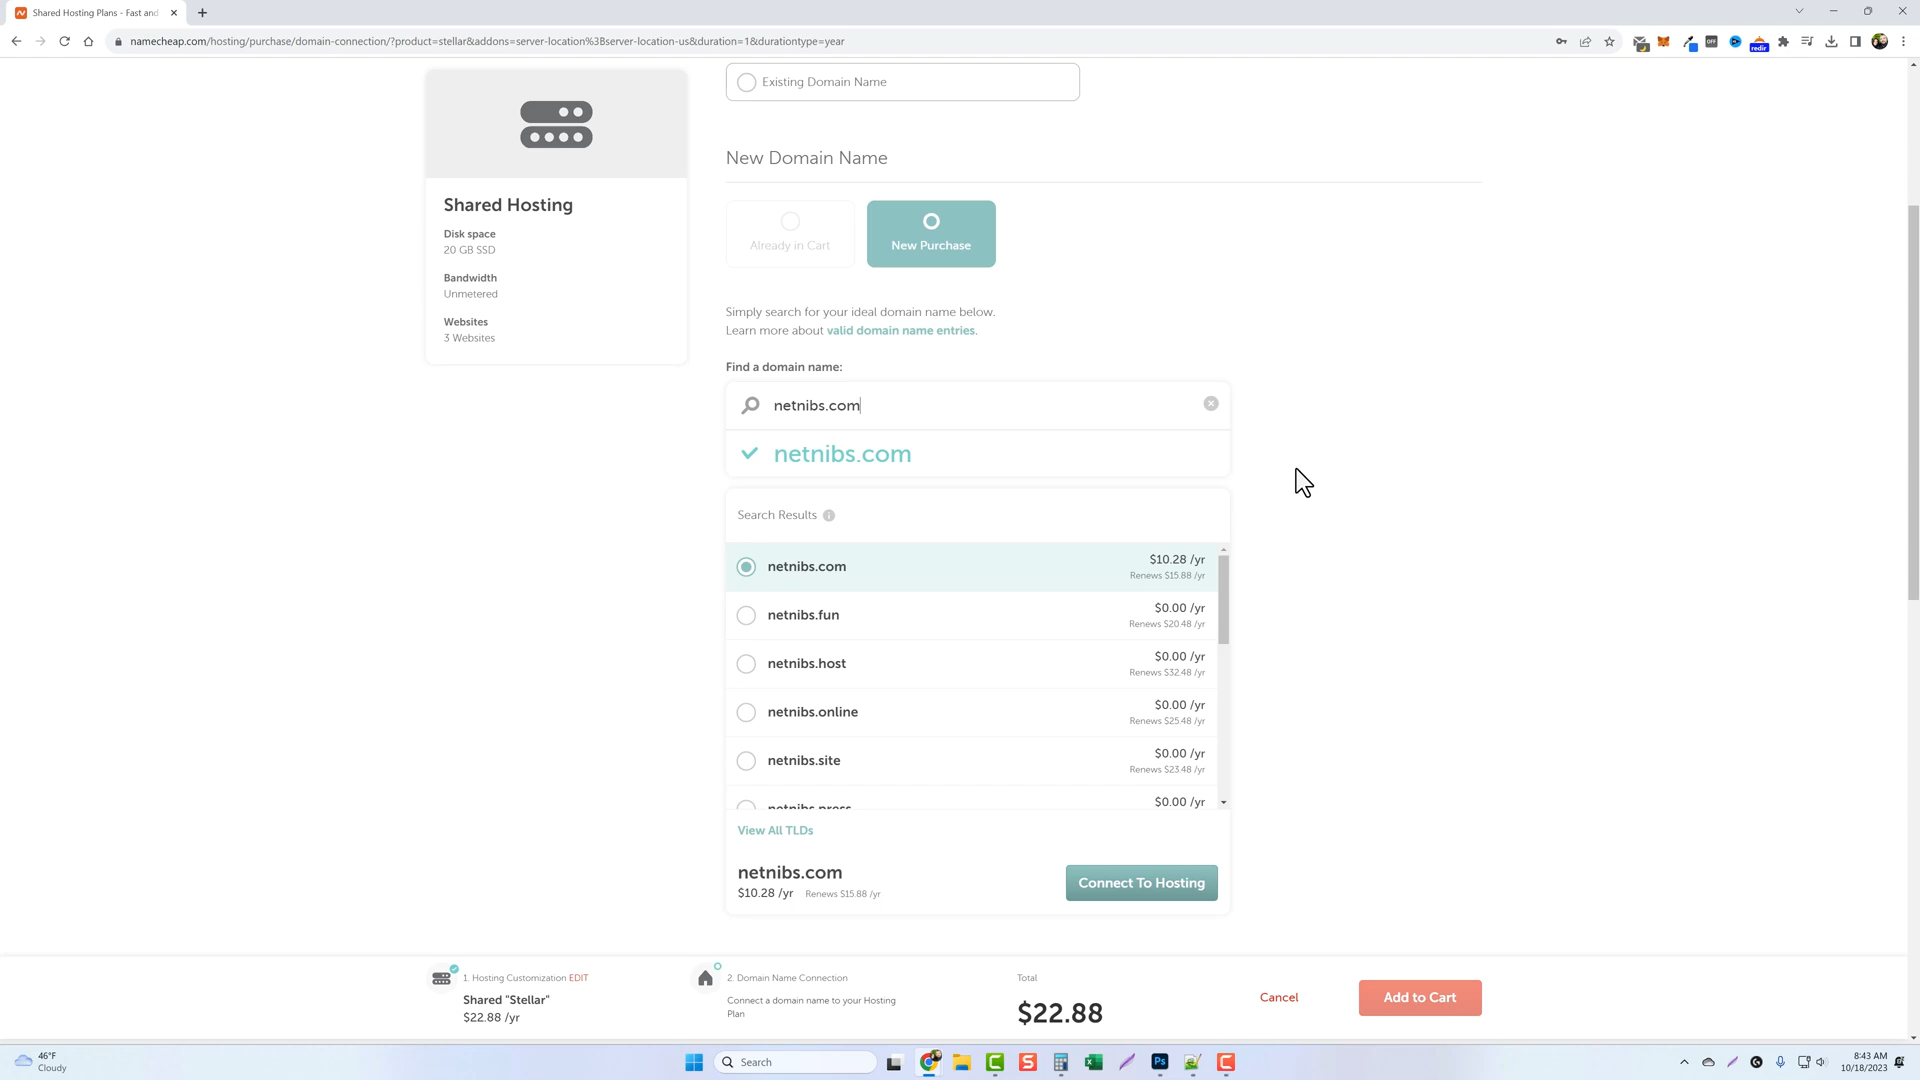 Shared Hosting Plans - Fast and
namecheap.com/hosting/purchase/domain-connection/?product=stellar&addons=server-location%3Bserver-location-us&duration=1&durationtype=year
OFF
redir
Existing Domain Name
New Domain Name
Shared Hosting
Disk space
20 GB SSD
Bandwidth
Unmetered
Websites
3 Websites
Already in Cart
New Purchase
Simply search for your ideal domain name below.
Learn more about valid domain name entries.
Find a domain name:
netnibs.com
netnibs.com
Search Results
netnibs.com
$10.28 /yr
Renews $15.88 /yr
netnibs.fun
$0.00 /yr
Renews $20.48 /yr
netnibs.host
$0.00 /yr
Renews $32.48 /yr
netnibs.online
$0.00 /yr
Renews $25.48 /yr
netnibs.site
$0.00 /yr
Renews $23.48 /yr
netnibs.press
$0.00 /yr
View All TLDs
netnibs.com
$10.28 /yr Renews $15.88 /yr
Connect To Hosting
1. Hosting Customization EDIT
Shared "Stellar"
$22.88 /yr
2. Domain Name Connection
Connect a domain name to your Hosting
Plan
Total
$22.88
Cancel
Add to Cart
46°F
Cloudy
Search
Ps
8:43 AM
10/18/2023